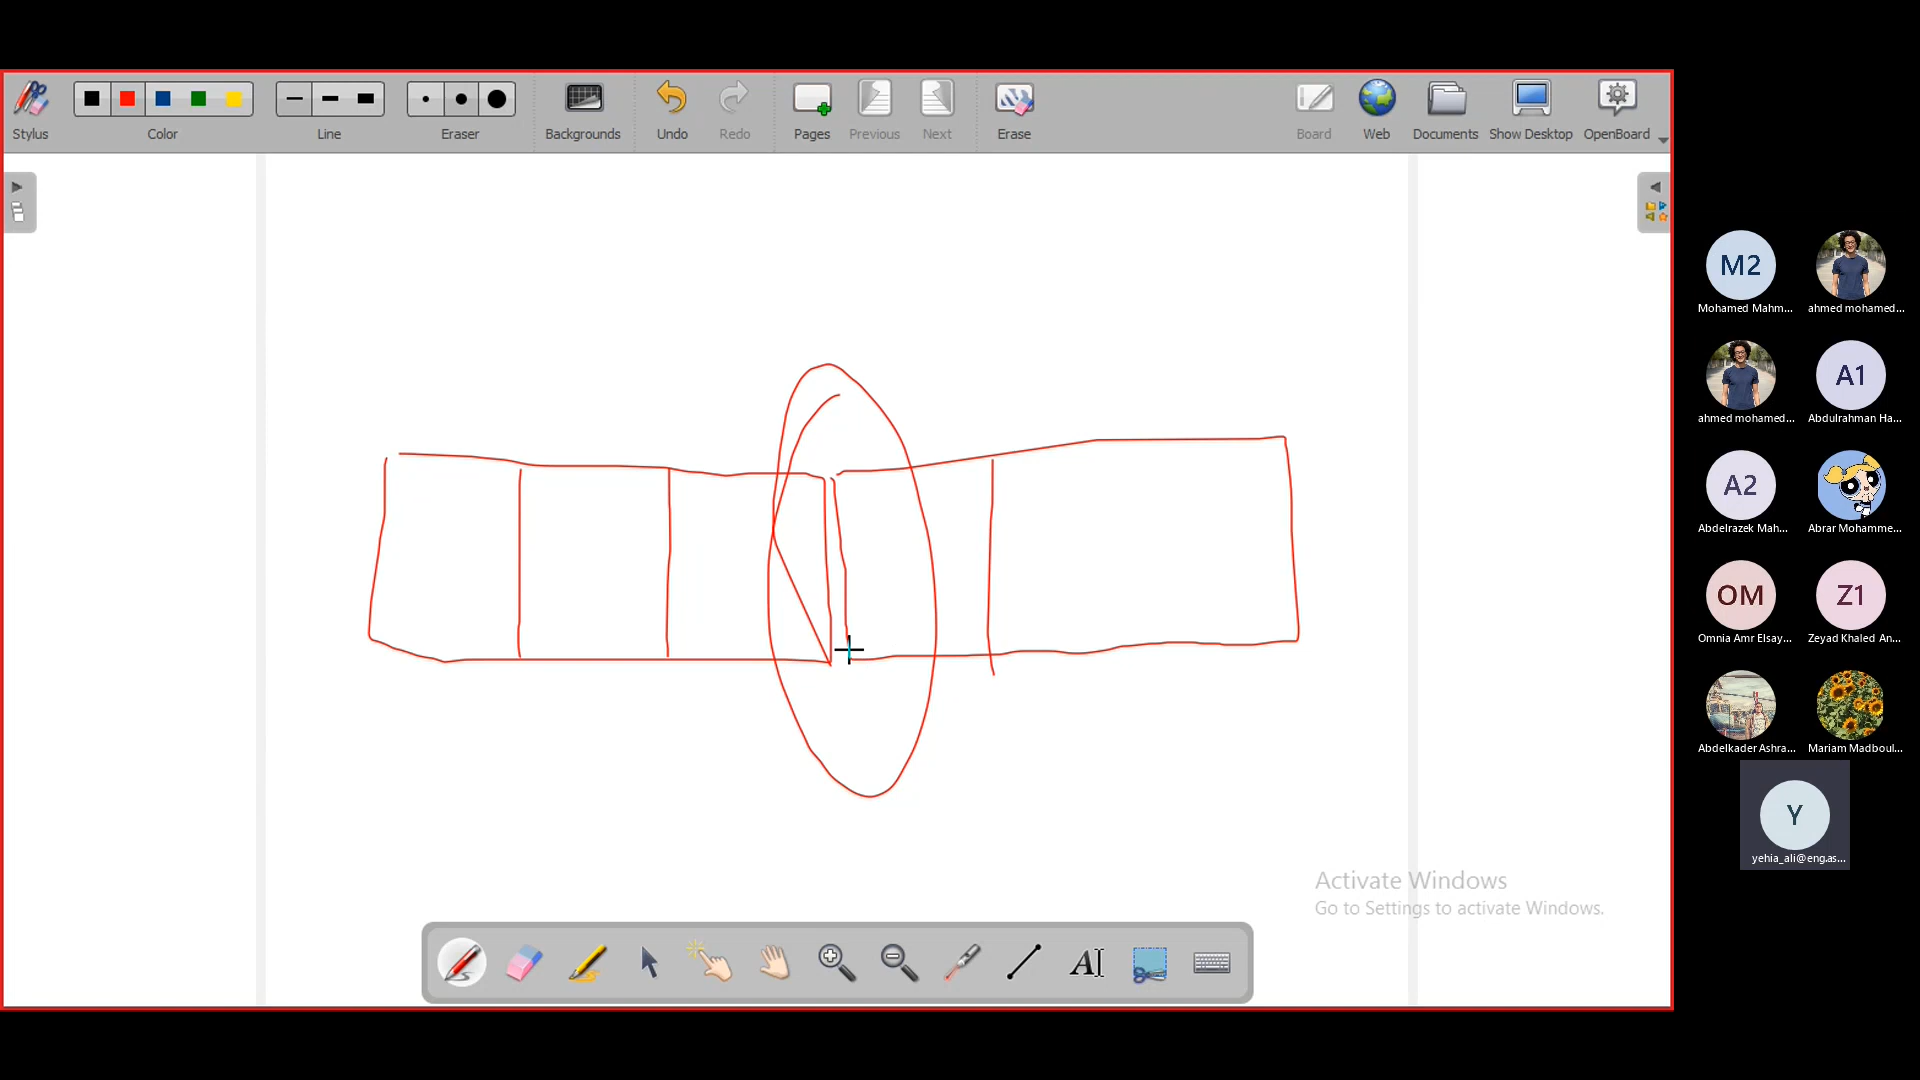 Stylus
Color
Line
Eraser
Backgrounds
Undo
Redo
Pages
Previous
Next
Erase
Board
Web
Documents
Show Desktop
OpenBoard
M2
Mohamed Mahm...
ahmed mohamed...
ahmed mohamed...
A1
Abdulrahman Ha...
A2
Abdelrazek Mah...
Abrar Mohamme...
OM
Omnia Amr Elsay...
Z1
Zeyad Khaled An...
Abdelkader Ashra...
Mariam Madboul...
Y
yehia_ali@eng.as...
Activate Windows
Go to Settings to activate Windows.
A